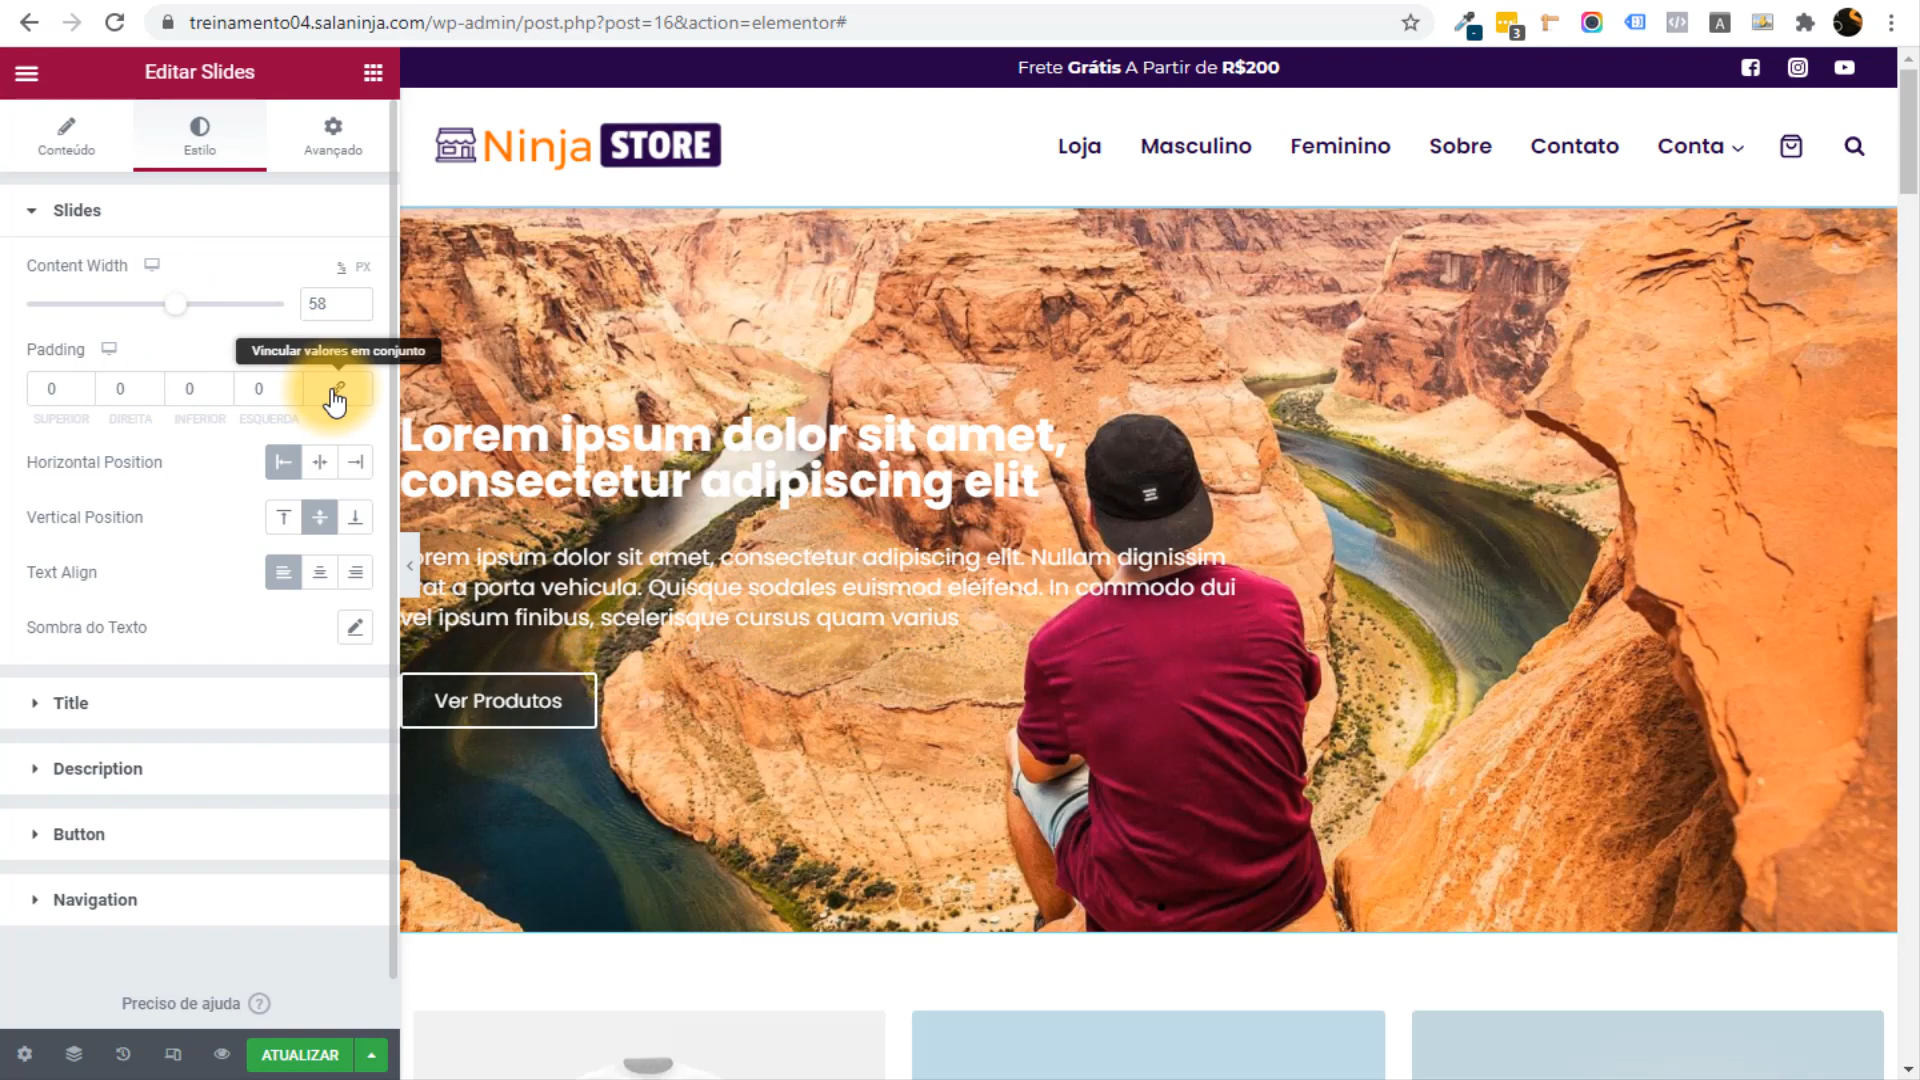 treinamento04.salaninja.com/wp-admin/post.php?post=16&action=elementor#
3
A
Editar Slides
Conteúdo
Estilo
Avançado
Slides
Content Width
% PX
58
Padding
Vincular valores em conjunto
0 0 0 0
SUPERIOR DIREITA INFERIOR ESQUERDA
Horizontal Position
Vertical Position
Text Align
Sombra do Texto
Title
Description
Button
Navigation
Preciso de ajuda ?
ATUALIZAR
Frete Grátis A Partir de R$200
Ninja STORE
Loja Masculino Feminino Sobre Contato Conta
Lorem ipsum dolor sit amet,
consectetur adipiscing elit
orem ipsum dolor sit amet, consectetur adipiscing elit. Nullam dignissim
rat a porta vehicula. Quisque sodales euismod eleifend. In commodo dui
vel ipsum finibus, scelerisque cursus quam varius
Ver Produtos